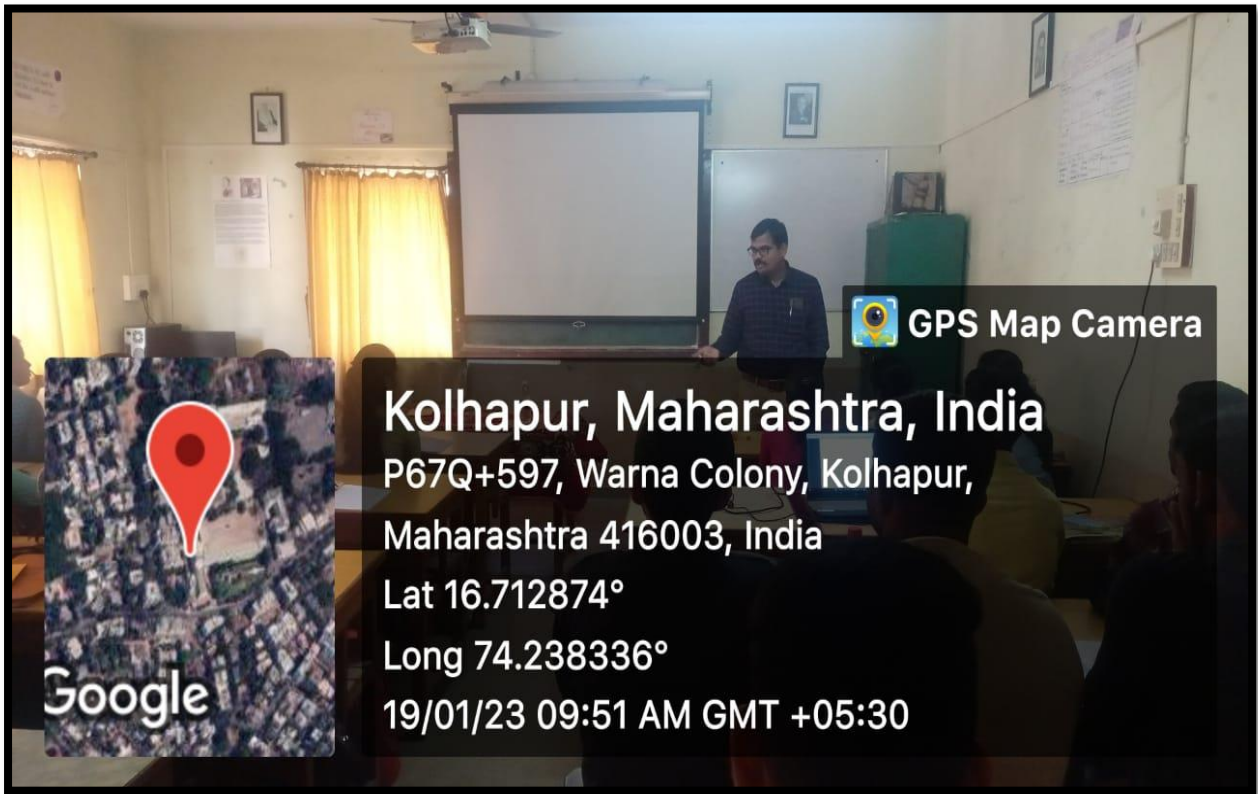 GPS Map Camera
Kolhapur, Maharashtra, India
P67Q+597, Warna Colony, Kolhapur,
Maharashtra 416003, India
Lat 16.712874°
Long 74.238336°
19/01/23 09:51 AM GMT +05:30
Google